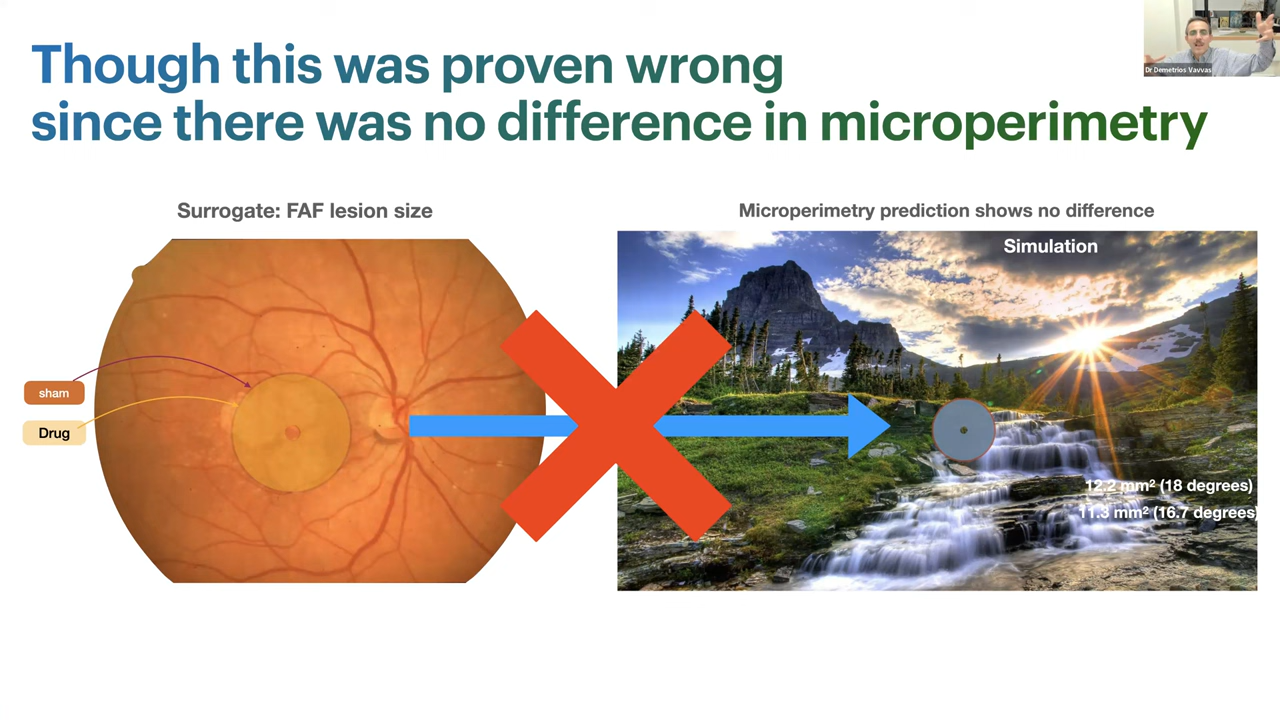 Though this was proven wrong
since there was no difference in microperimetry
Dr Demetrios Vavvas
Surrogate: FAF lesion size
Microperimetry prediction shows no difference
Simulation
sham
Drug
12.2 mm² (18 degrees)
11.3 mm² (16.7 degrees)